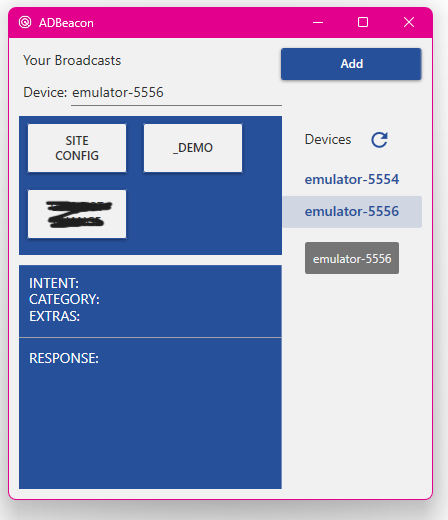 ADBeacon
Your Broadcasts
Add
Device: emulator-5556
SITE
CONFIG
_DEMO
Devices
emulator-5554
emulator-5556
emulator-5556
INTENT:
CATEGORY:
EXTRAS:
RESPONSE: